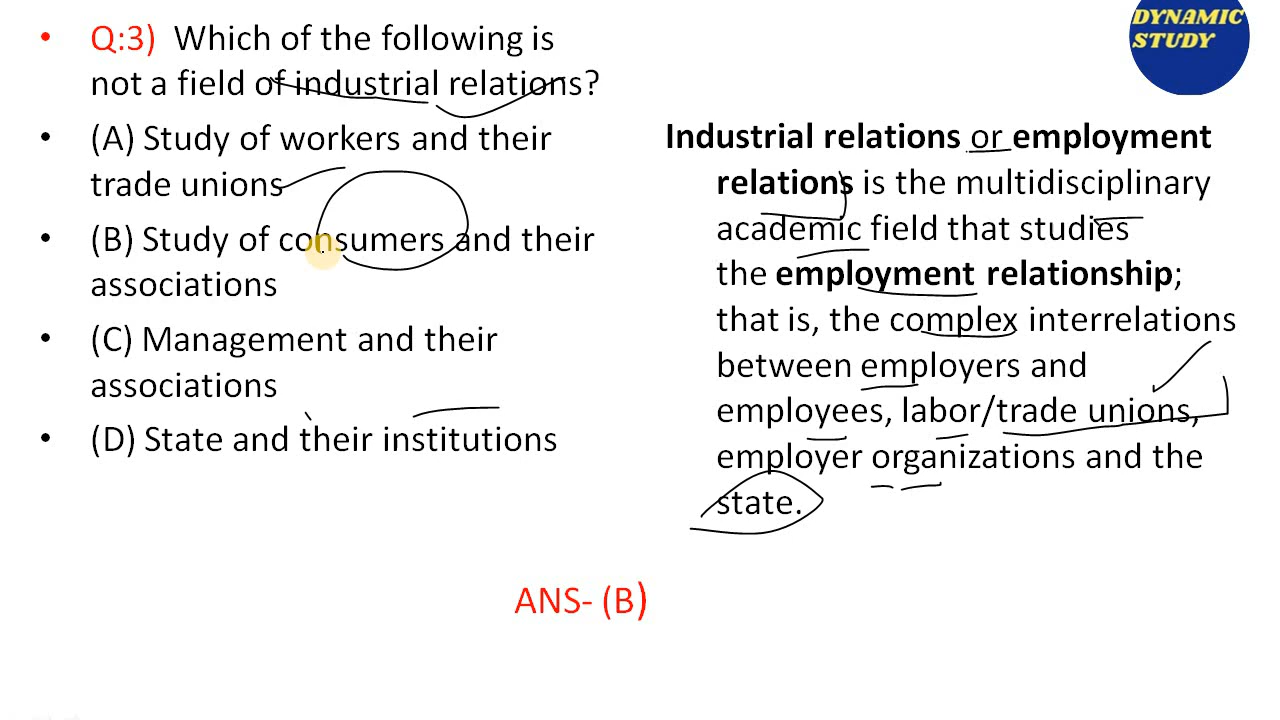 • Q:3) Which of the following is
not a field of industrial relations?
• (A) Study of workers and their
trade unions
• (B) Study of consumers and their
associations
• (C) Management and their
associations
• (D) State and their institutions
DYNAMIC
STUDY
Industrial relations or employment
relations is the multidisciplinary
academic field that studies
the employment relationship;
that is, the complex interrelations
between employers and
employees, labor/trade unions,
employer organizations and the
state.
ANS- (B)